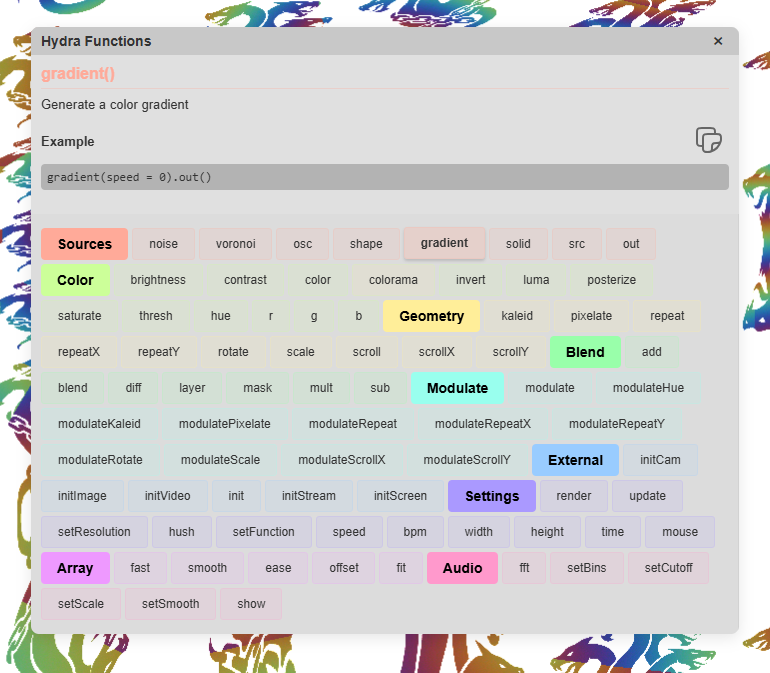 Hydra Functions ×
gradient()
Generate a color gradient
Example
gradient(speed = 0).out()
Sources noise voronoi osc shape gradient solid src out
Color brightness contrast color colorama invert luma posterize
saturate thresh hue r g b Geometry kaleid pixelate repeat
repeatX repeatY rotate scale scroll scrollX scrollY Blend add
blend diff layer mask mult sub Modulate modulate modulateHue
modulateKaleid modulatePixelate modulateRepeat modulateRepeatX modulateRepeatY
modulateRotate modulateScale modulateScrollX modulateScrollY External initCam
initImage initVideo init initStream initScreen Settings render update
setResolution hush setFunction speed bpm width height time mouse
Array fast smooth ease offset fit Audio fft setBins setCutoff
setScale setSmooth show